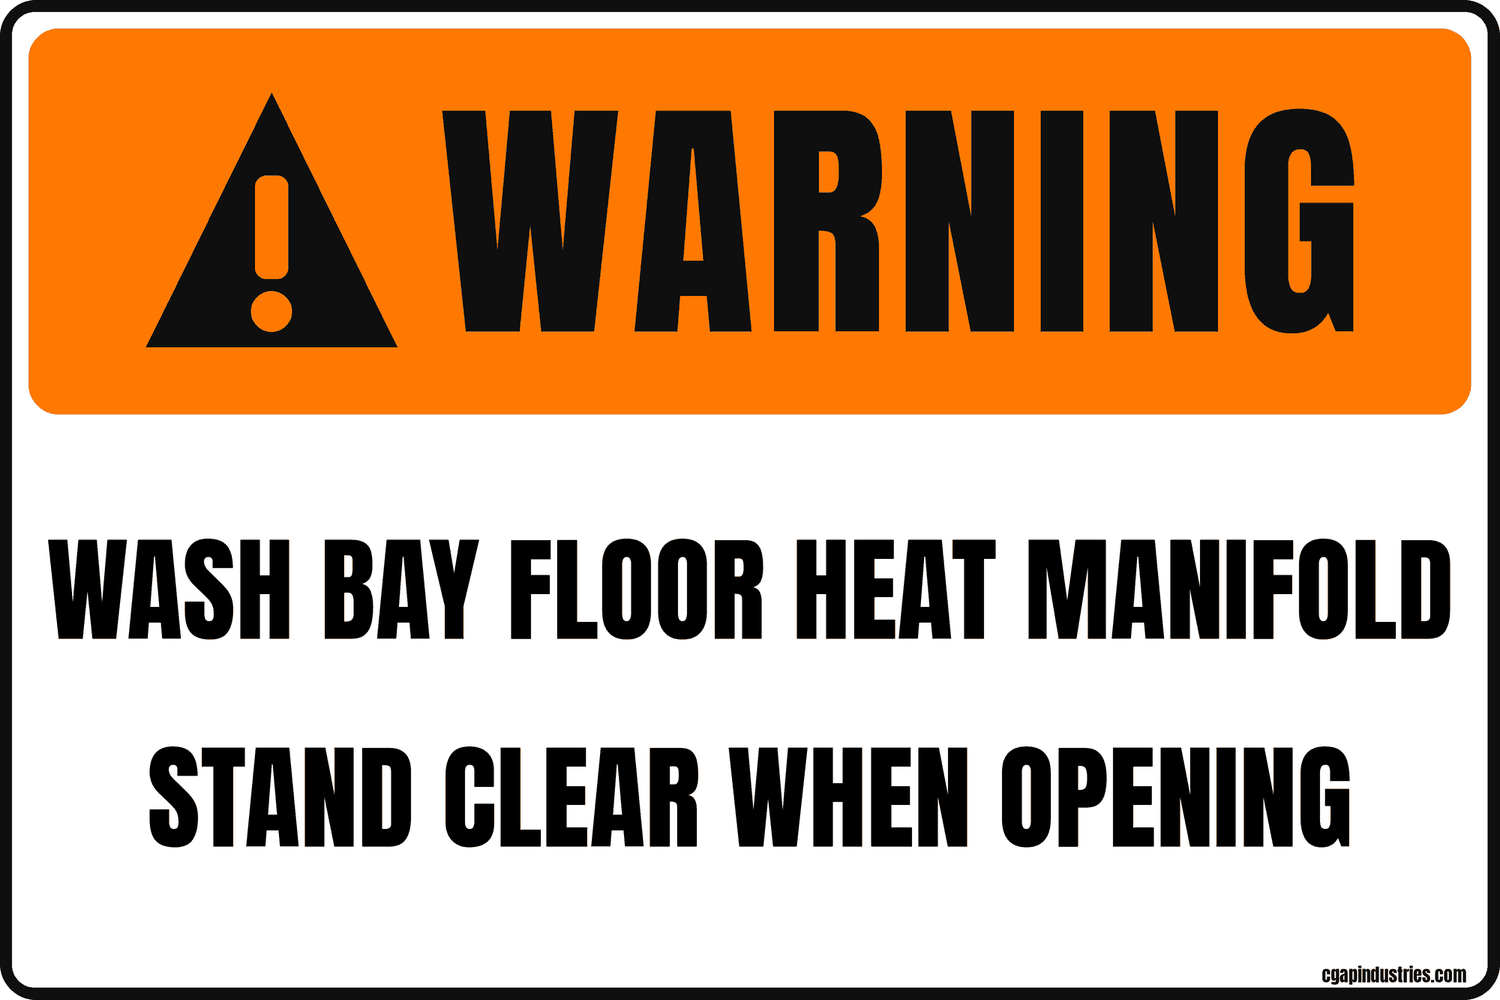 WARNING
WASH BAY FLOOR HEAT MANIFOLD
STAND CLEAR WHEN OPENING
cgapindustries.com